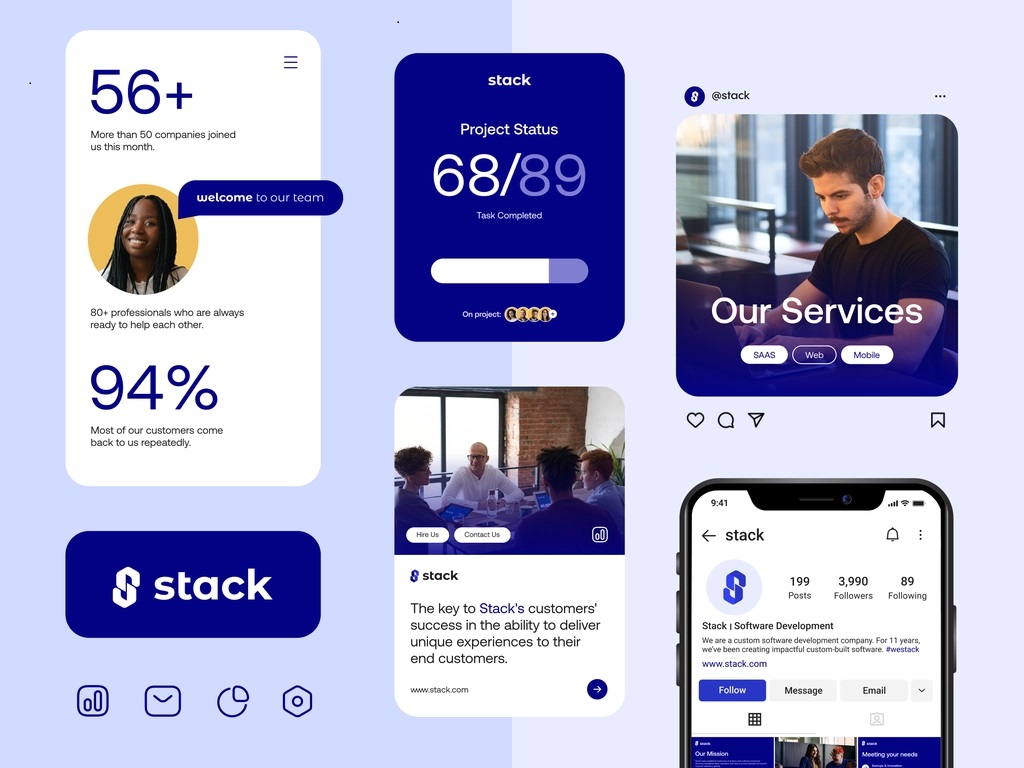 56+
More than 50 companies joined
us this month.
welcome to our team
80+ professionals who are always
ready to help each other.
94%
Most of our customers come
back to us repeatedly.
stack
stack
Project Status
68/89
Task Completed
On project:
+
Hire Us
Contact Us
stack
The key to Stack's customers'
success in the ability to deliver
unique experiences to their
end customers.
www.stack.com
@stack
Our Services
SAAS
Web
Mobile
9:41
stack
199
Posts
3,990
Followers
89
Following
Stack | Software Development
We are a custom software development company. For 11 years,
we've been creating impactful custom-built software. #westack
www.stack.com
Follow
Message
Email
stack
Our Mission
stack
Meeting your needs
Startups & Innovation